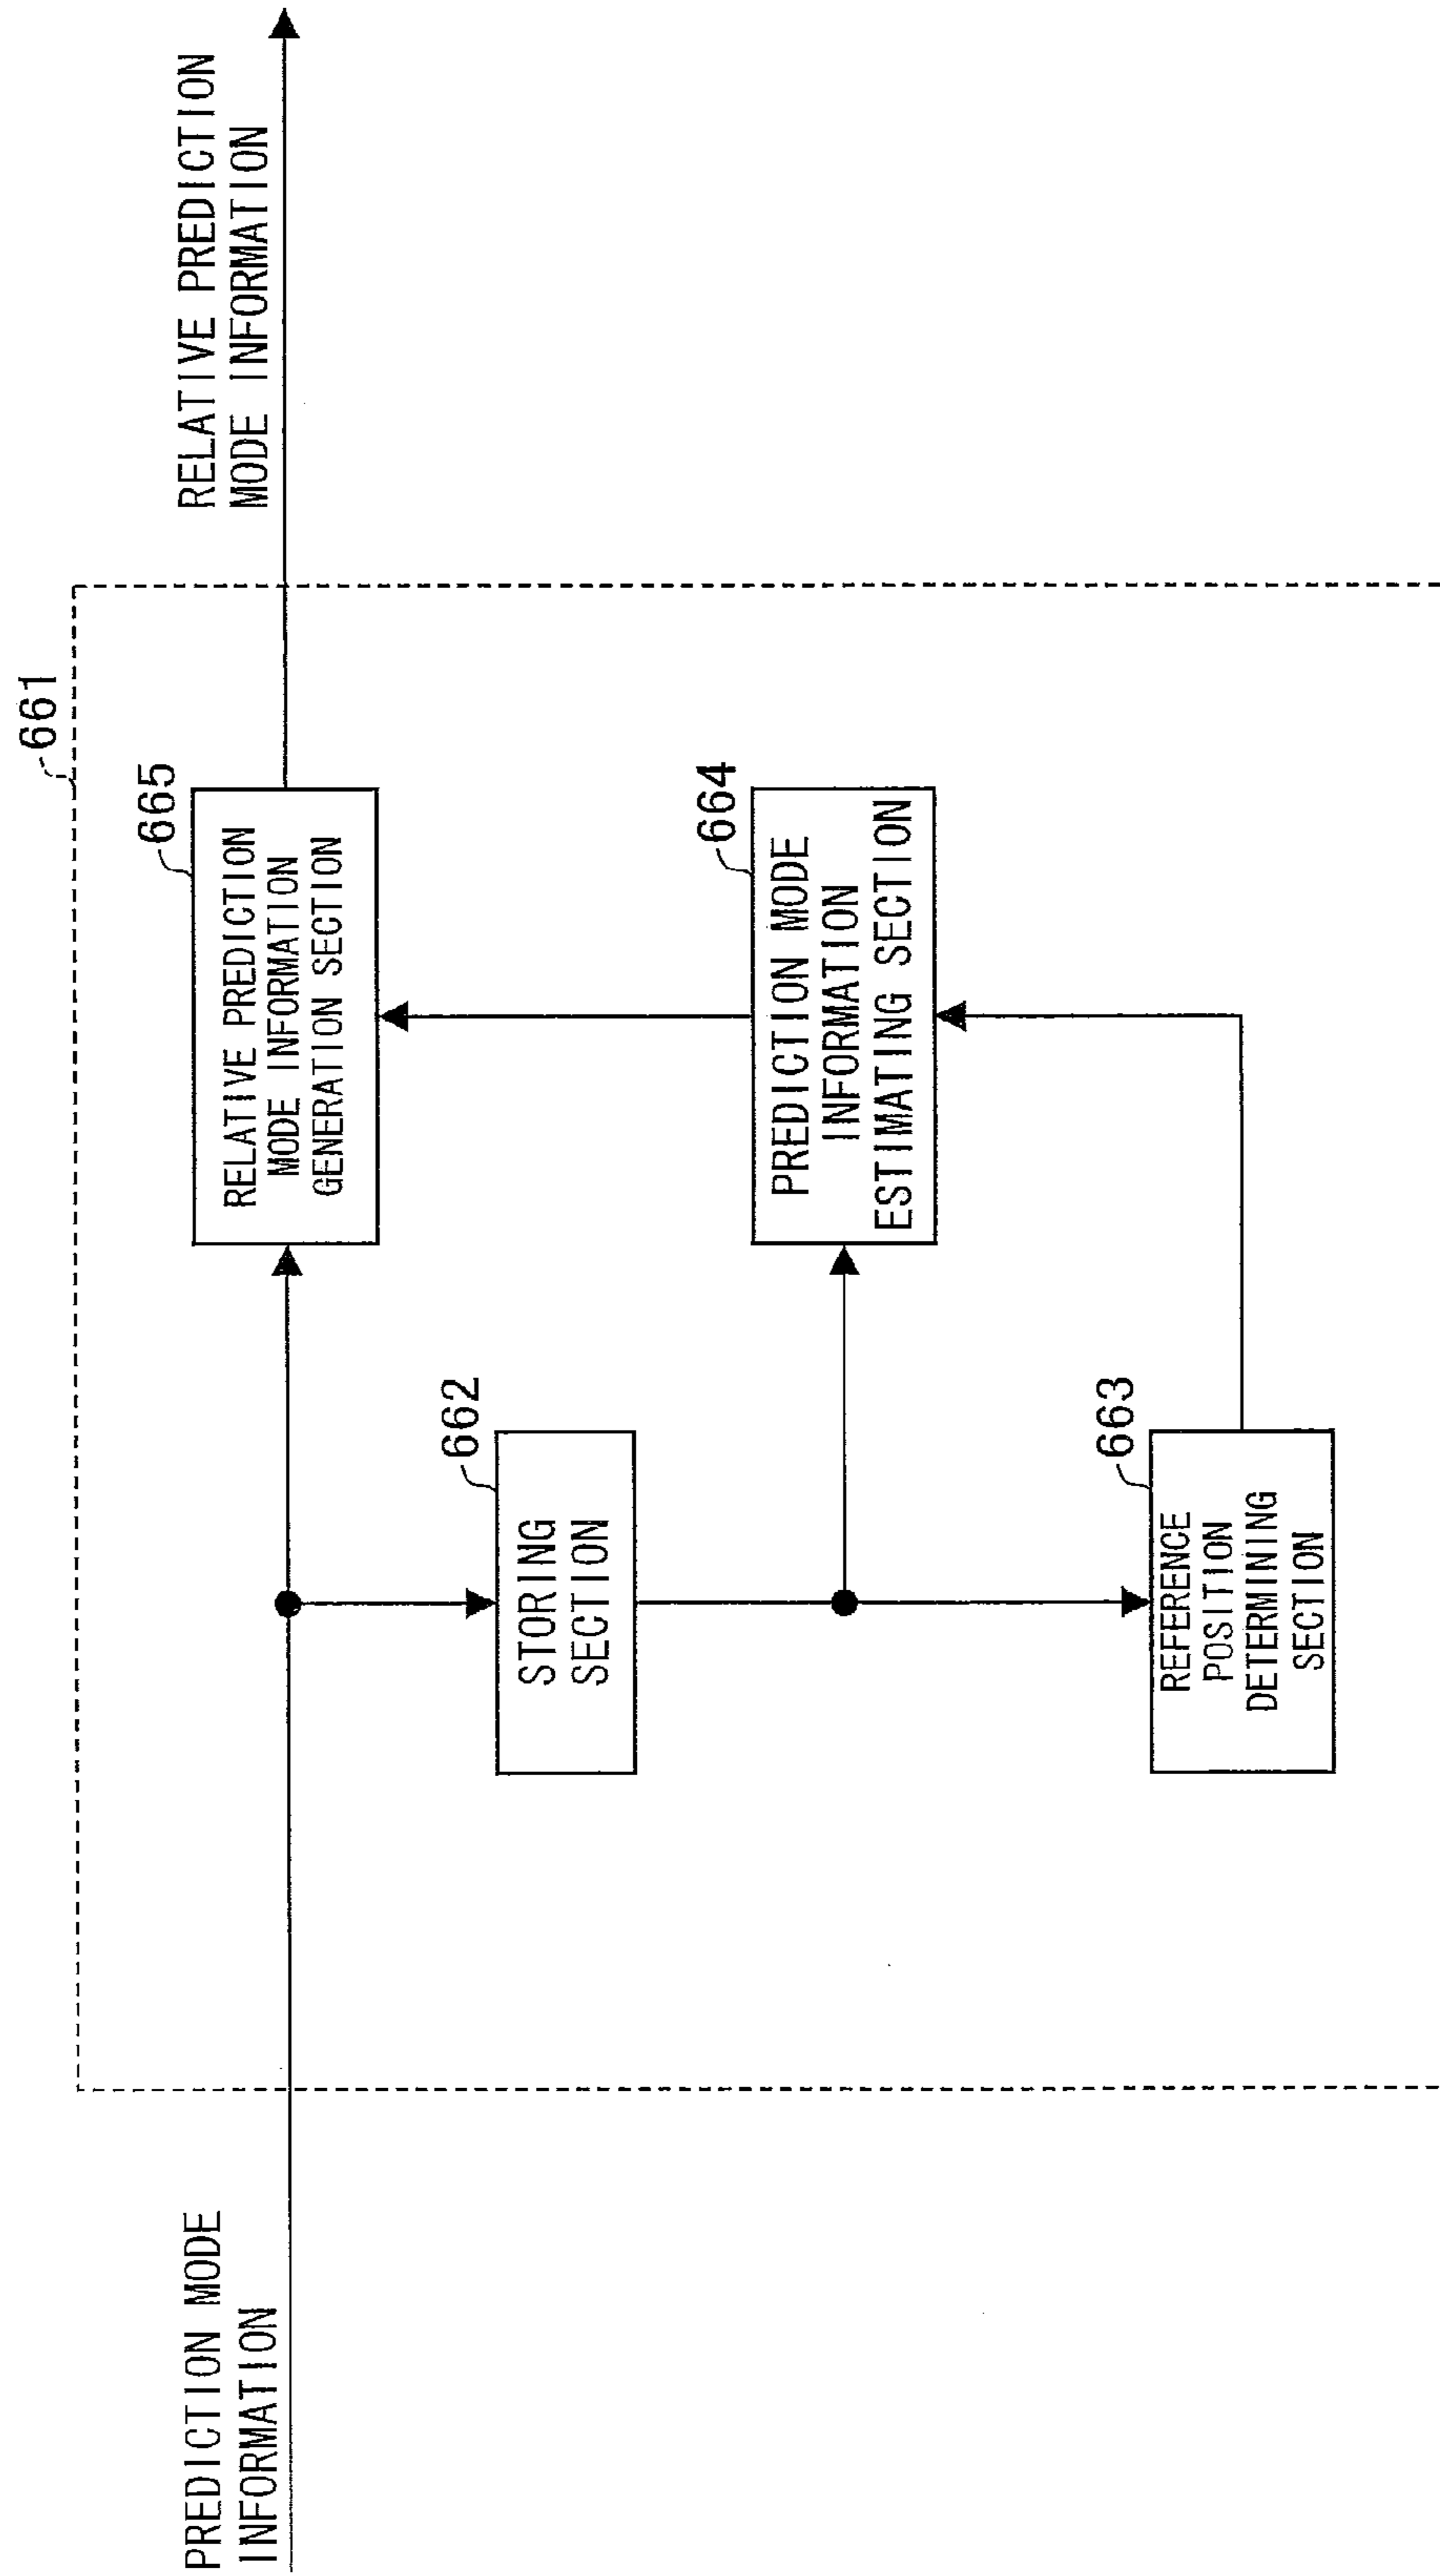 661
PREDICTION MODE
INFORMATION
665
RELATIVE PREDICTION
MODE INFORMATION
GENERATION SECTION
RELATIVE PREDICTION
MODE INFORMATION
662
STORING
SECTION
664
PREDICTION MODE
INFORMATION
ESTIMATING SECTION
663
REFERENCE
POSITION
DETERMINING
SECTION